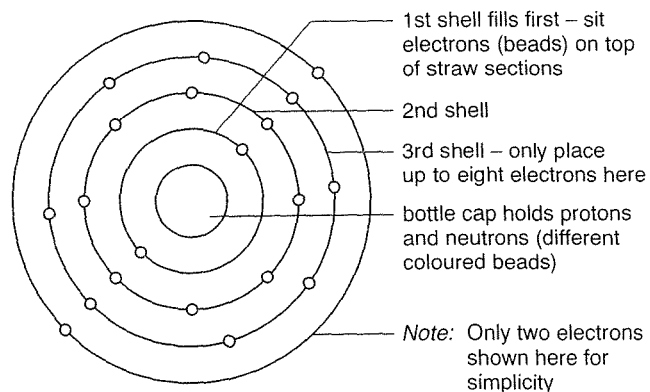 1st shell fills first – sit
electrons (beads) on top
of straw sections
2nd shell
3rd shell – only place
up to eight electrons here
bottle cap holds protons
and neutrons (different
coloured beads)
Note: Only two electrons
shown here for
simplicity